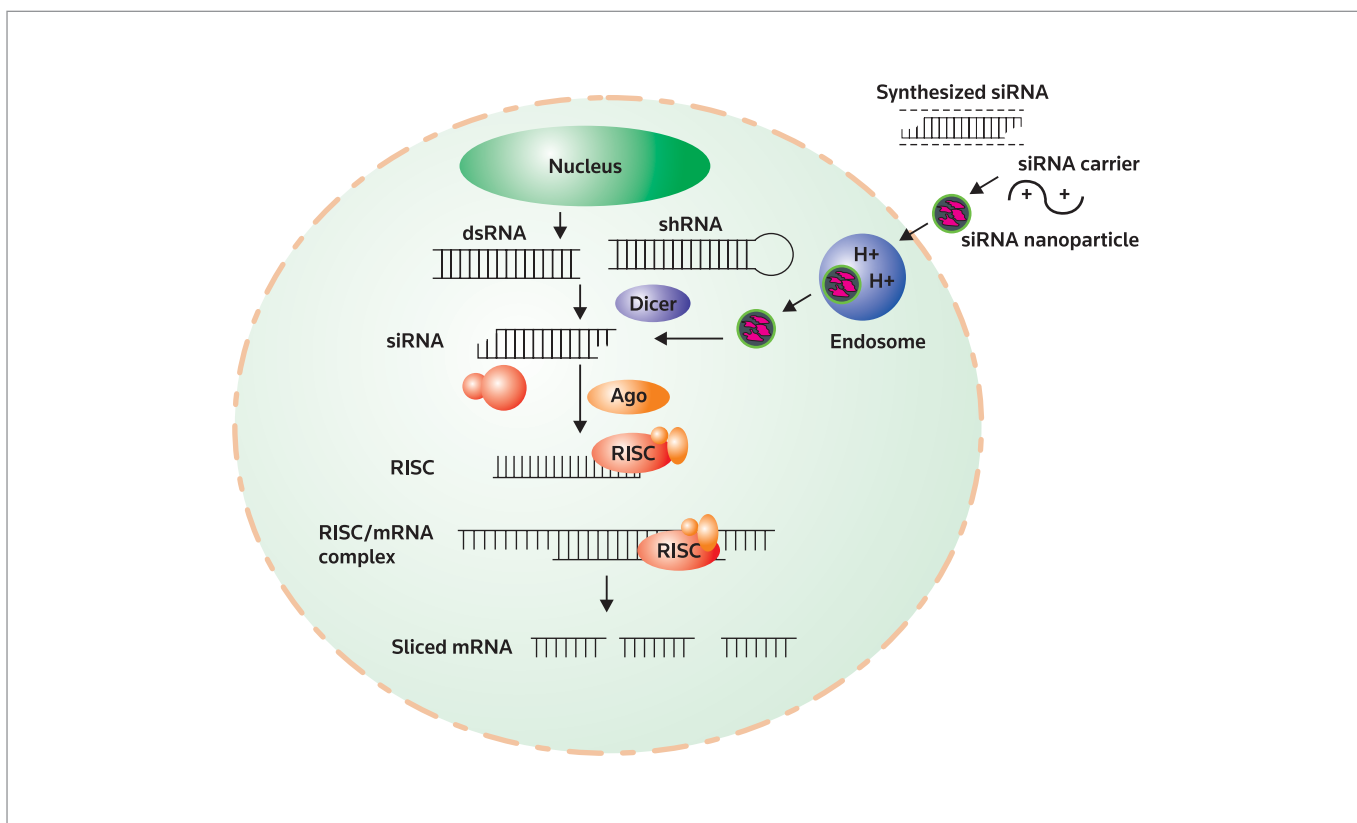 Synthesized siRNA
siRNA carrier
+ +
siRNA nanoparticle
Nucleus
dsRNA
shRNA
H+
H+
Dicer
Endosome
siRNA
Ago
RISC
RISC
RISC/mRNA
complex
RISC
Sliced mRNA